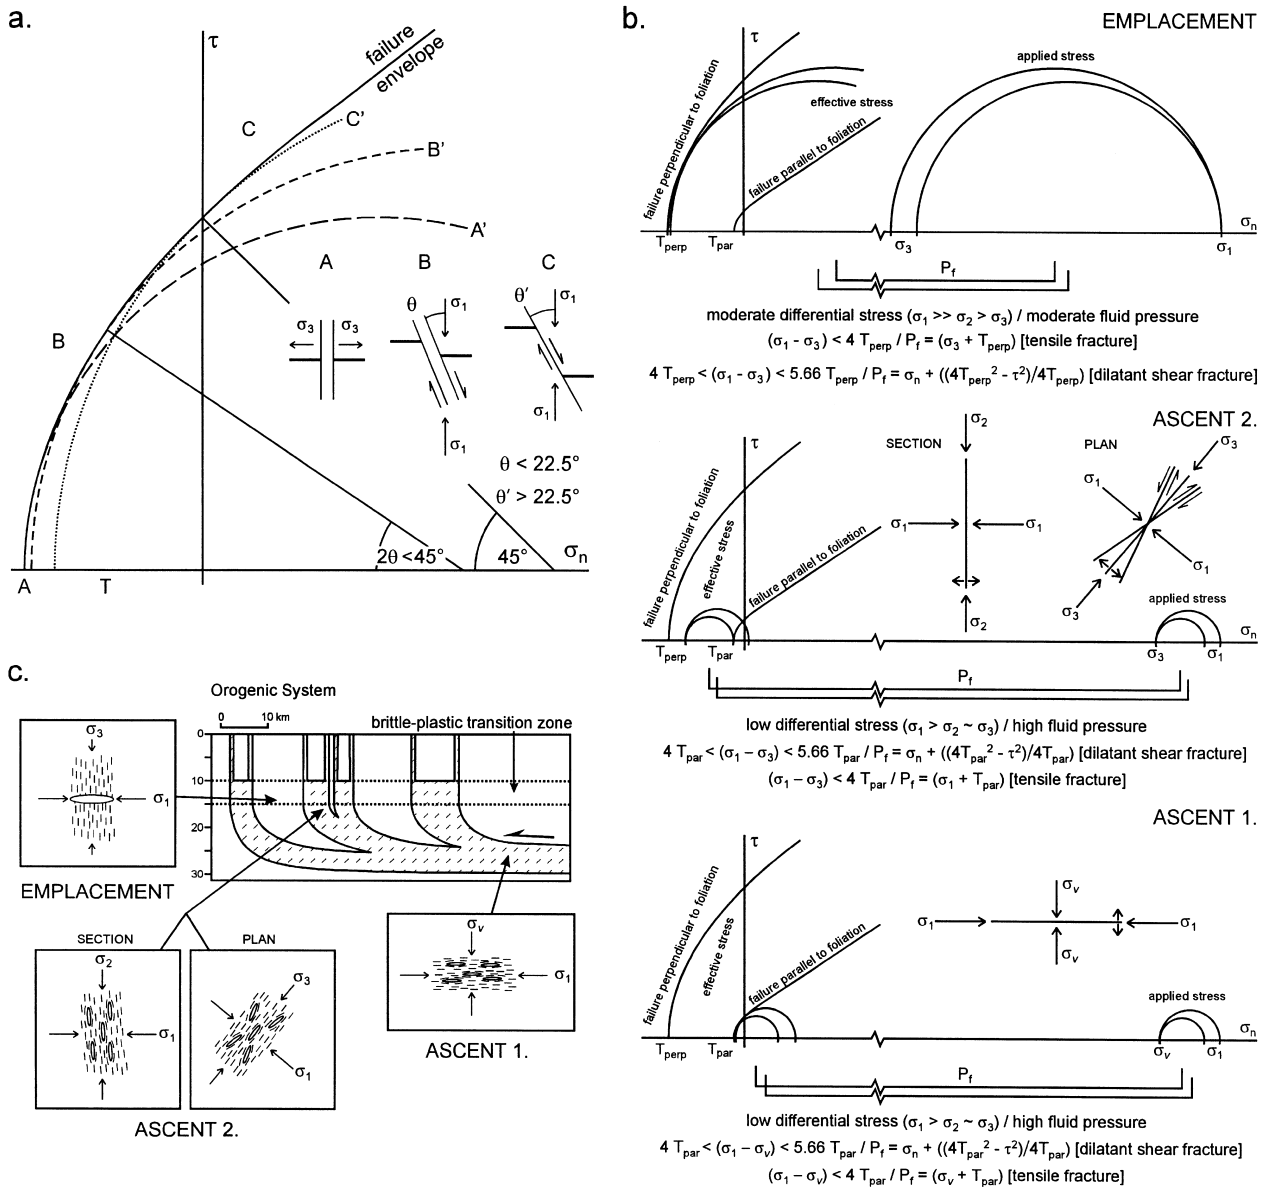 a.
τ
failure
envelope
C
C'
B'
A'
B
A
B
C
σ3 σ3
θ
σ1
σ1
θ′
σ1
σ1
θ < 22.5°
θ′ > 22.5°
2θ<45°
45°
σn
A
T
b.
EMPLACEMENT
τ
applied stress
effective stress
failure perpendicular to foliation
failure parallel to foliation
Tperp
Tpar
σ3
σ1
σn
Pf
moderate differential stress (σ1 >> σ2 > σ3) / moderate fluid pressure
(σ1 - σ3) < 4 Tperp / Pf = (σ3 + Tperp) [tensile fracture]
4 Tperp < (σ1 - σ3) < 5.66 Tperp / Pf = σn + ((4Tperp² - τ²)/4Tperp) [dilatant shear fracture]
ASCENT 2.
τ
SECTION
PLAN
σ2
σ1
σ1
σ2
σ3
σ1
σ1
σ3
failure perpendicular to foliation
effective stress
failure parallel to foliation
applied stress
Tperp
Tpar
σ3
σ1
σn
Pf
low differential stress (σ1 > σ2 ~ σ3) / high fluid pressure
4 Tpar < (σ1 – σ3) < 5.66 Tpar / Pf = σn + ((4Tpar² - τ²)/4Tpar) [dilatant shear fracture]
(σ1 – σ3) < 4 Tpar / Pf = (σ1 + Tpar) [tensile fracture]
ASCENT 1.
τ
σv
σ1
σ1
σv
failure perpendicular to foliation
effective stress
failure parallel to foliation
applied stress
Tperp
Tpar
σv
σ1
σn
Pf
low differential stress (σ1 > σ2 ~ σ3) / high fluid pressure
4 Tpar < (σ1 – σv) < 5.66 Tpar / Pf = σn + ((4Tpar² - τ²)/4Tpar) [dilatant shear fracture]
(σ1 – σv) < 4 Tpar / Pf = (σv + Tpar) [tensile fracture]
c.
Orogenic System
0 10 km
brittle-plastic transition zone
0
10
20
30
σ3
σ1
EMPLACEMENT
SECTION
PLAN
σ2
σ1
σ3
σ1
ASCENT 2.
σv
σ1
ASCENT 1.